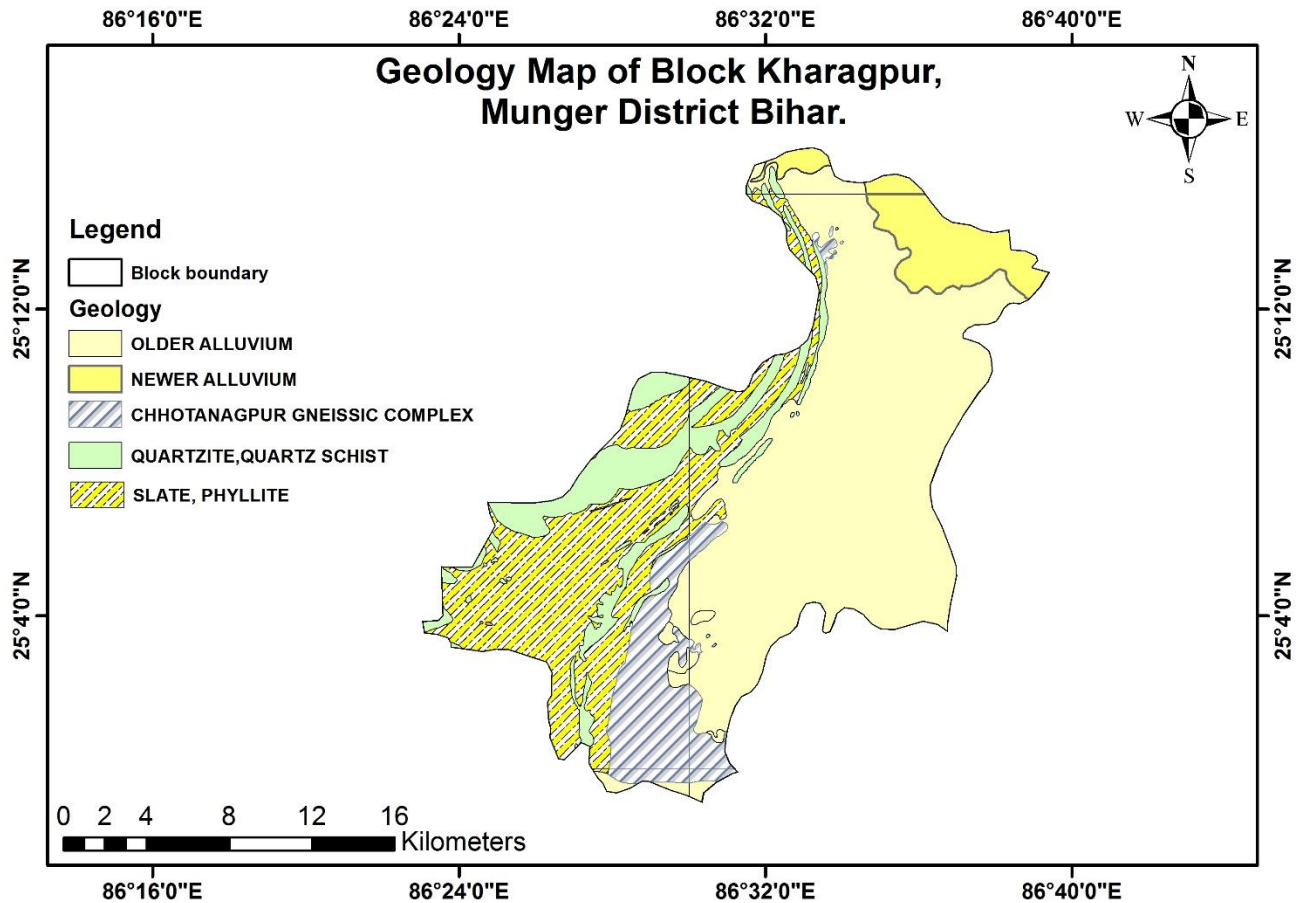 86°16'0"E 86°24'0"E 86°32'0"E 86°40'0"E
Geology Map of Block Kharagpur,
Munger District Bihar.
N
W E
S
Legend
Block boundary
Geology
OLDER ALLUVIUM
NEWER ALLUVIUM
CHHOTANAGPUR GNEISSIC COMPLEX
QUARTZITE,QUARTZ SCHIST
SLATE, PHYLLITE
25°12'0"N 25°12'0"N
25°4'0"N 25°4'0"N
0 2 4 8 12 16
Kilometers
86°16'0"E 86°24'0"E 86°32'0"E 86°40'0"E